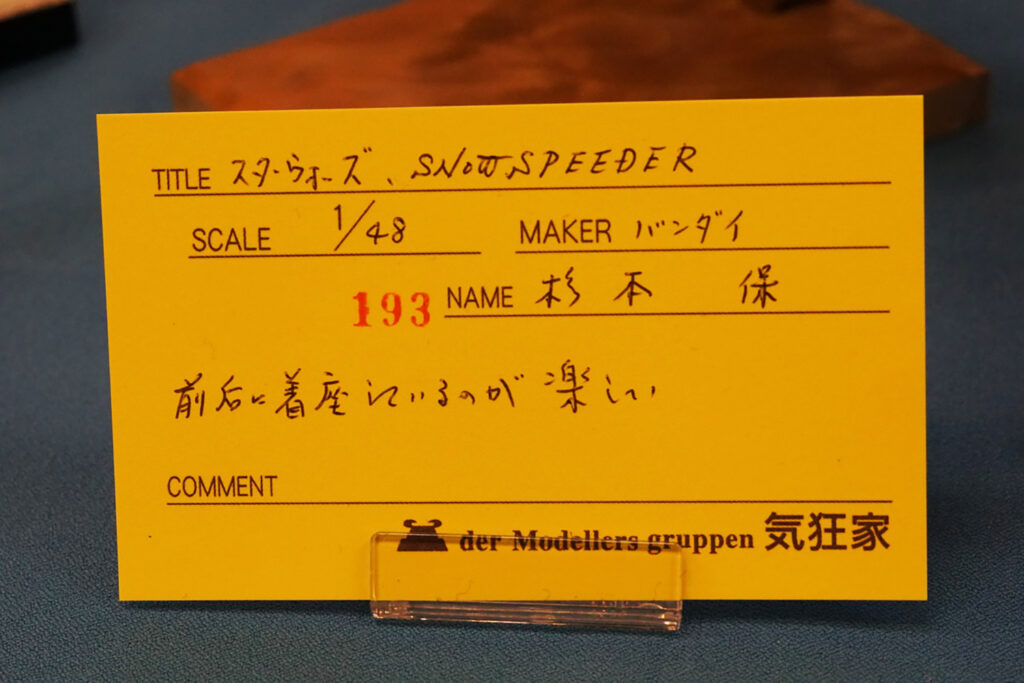 TITLE スターウォーズ、SNOWSPEEDER
SCALE 1/48 MAKER バンダイ
193 NAME 杉本 保
前后に着座しているのが楽しい
COMMENT
der Modellers gruppen 気狂家